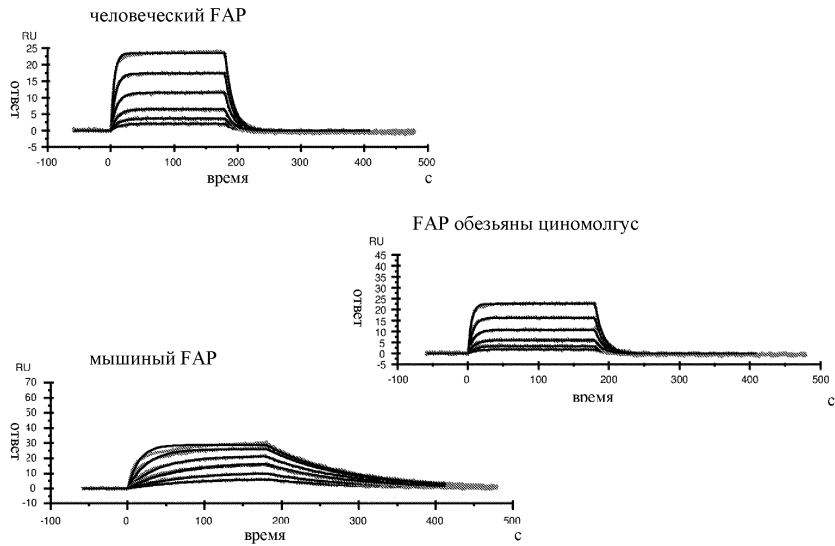 человеческий FAP
RU
25
20
15
10
5
0
-5
ответ
-100 0 100 200 300 400 500
время с
FAP обезьяны циномолгус
RU
45
40
35
30
25
20
15
10
5
0
-5
ответ
-100 0 100 200 300 400 500
время с
мышиный FAP
RU
70
60
50
40
30
20
10
0
-10
ответ
-100 0 100 200 300 400 500
время с